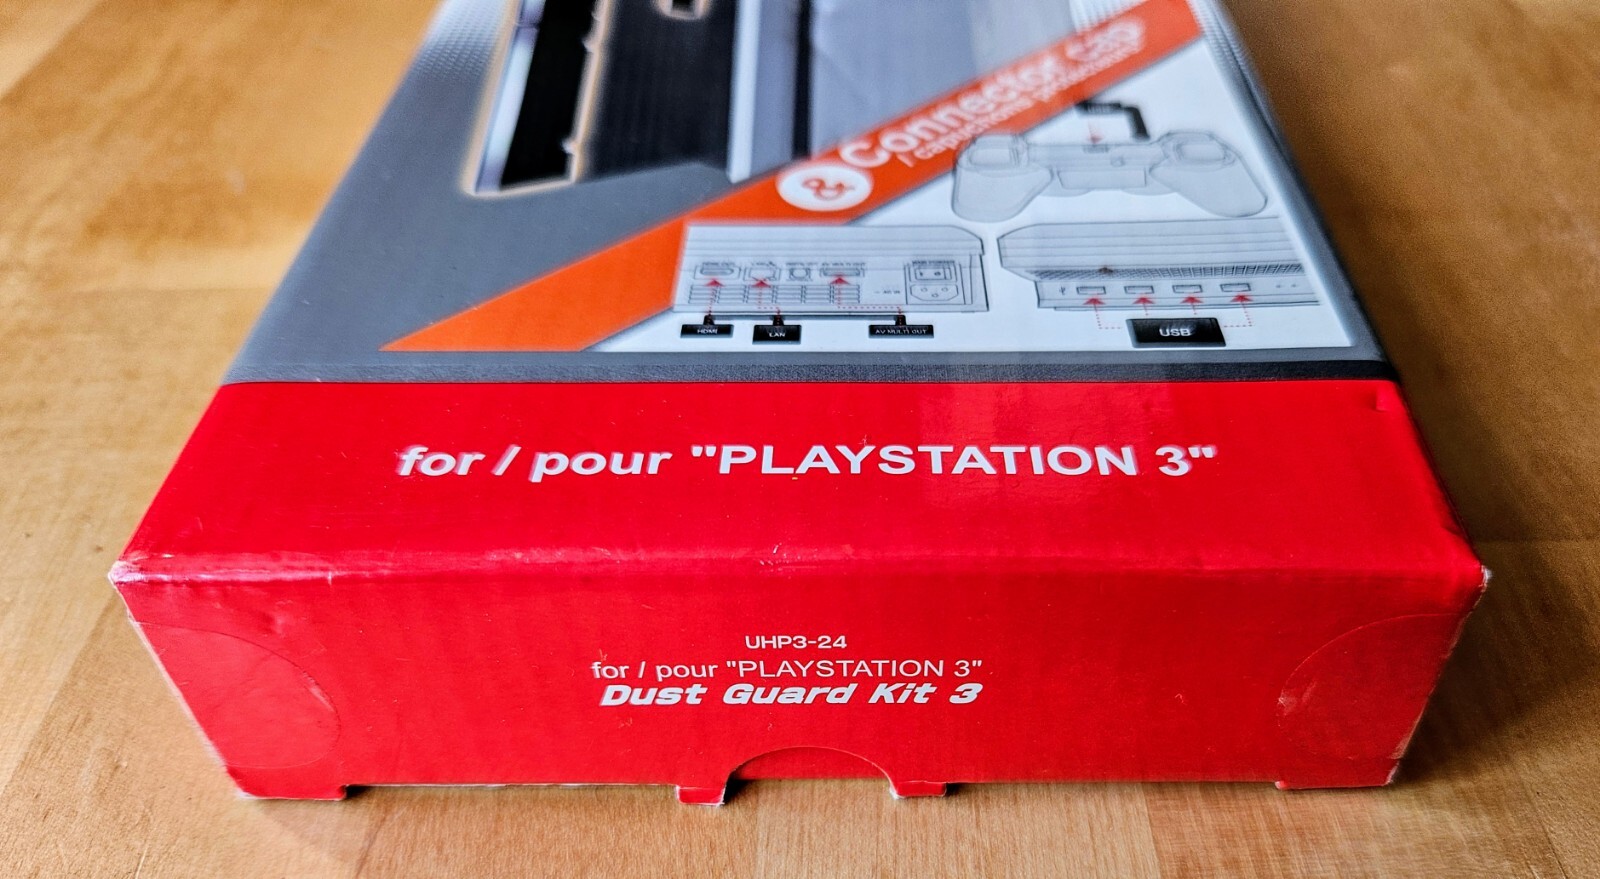 & Connector Cap
/ capuchons
HDMI
LAN
AV MULTI OUT
USB
for / pour "PLAYSTATION 3"
UHP3-24
for / pour "PLAYSTATION 3"
Dust Guard Kit 3